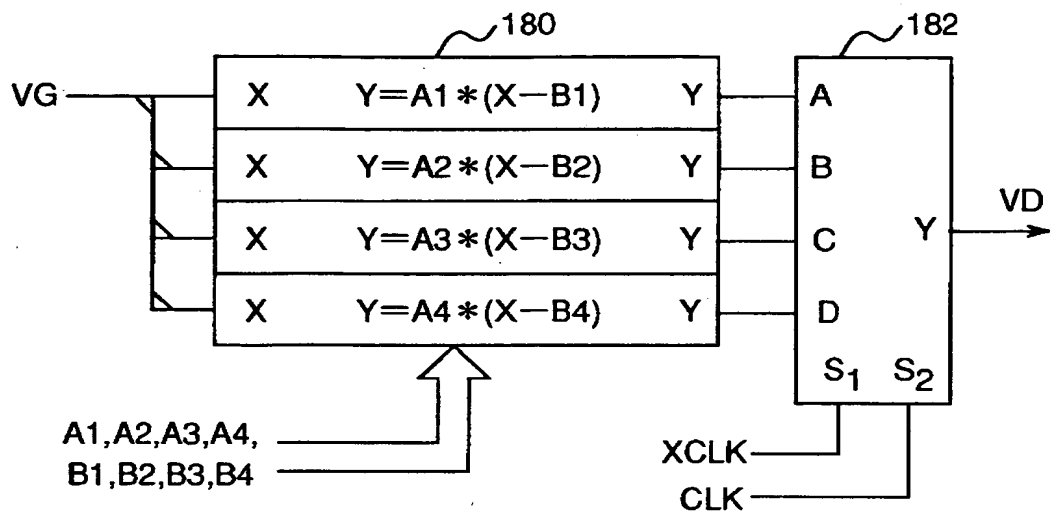 180
182
VG
X Y=A1*(X−B1) Y
A
X Y=A2*(X−B2) Y
B
VD
X Y=A3*(X−B3) Y
C
Y
X Y=A4*(X−B4) Y
D
S1 S2
A1,A2,A3,A4,
B1,B2,B3,B4
XCLK
CLK